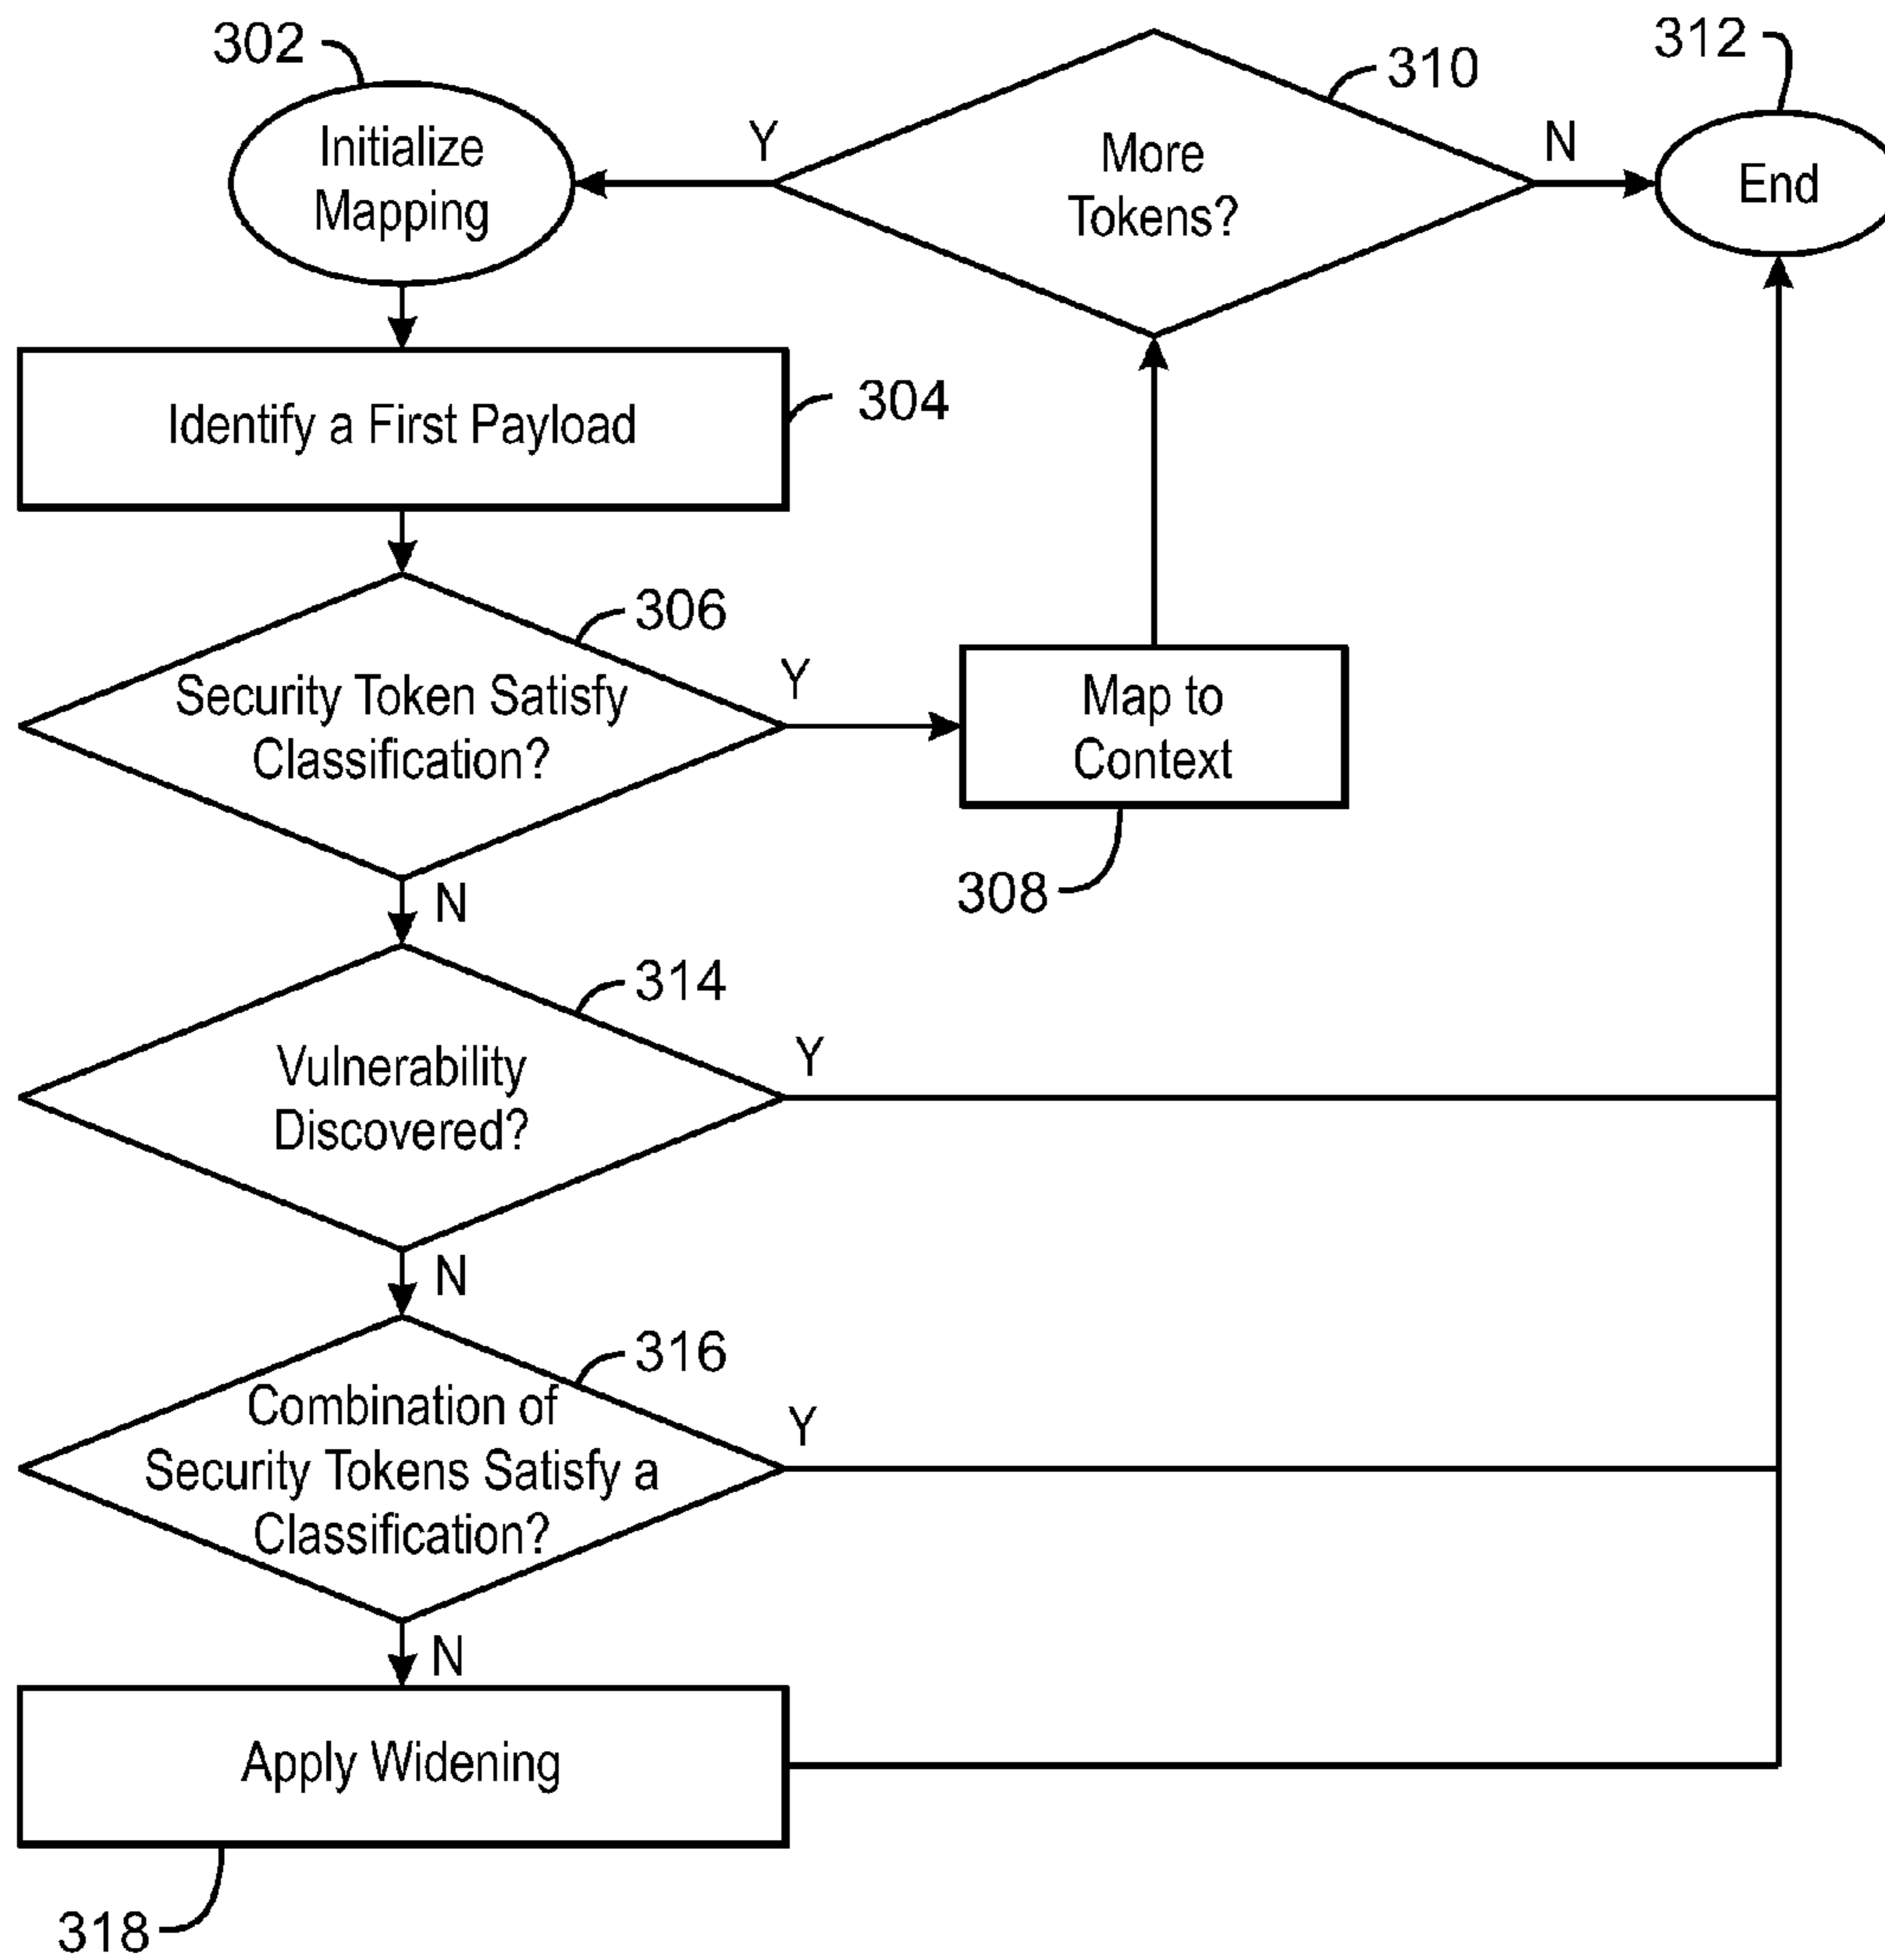 302
Initialize
Mapping
Y
More
Tokens?
310
N
312
End
Identify a First Payload
304
306
Security Token Satisfy
Classification?
Y
Map to
Context
308
N
314
Vulnerability
Discovered?
Y
N
316
Combination of
Security Tokens Satisfy a
Classification?
Y
N
Apply Widening
318